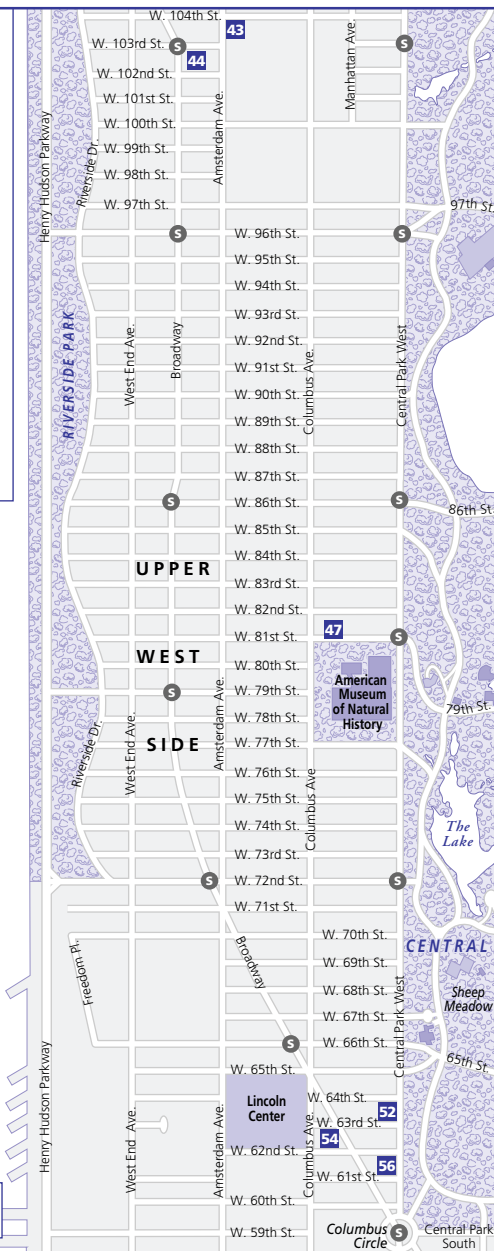 W. 104th St.
43
Manhattan Ave.
W. 103rd St.
S
S
44
W. 102nd St.
W. 101st St.
Amsterdam Ave.
Henry Hudson Parkway
W. 100th St.
Riverside Dr.
W. 99th St.
W. 98th St.
W. 97th St.
97th St.
S
W. 96th St.
S
W. 95th St.
W. 94th St.
W. 93rd St.
RIVERSIDE PARK
West End Ave.
Broadway
W. 92nd St.
Columbus Ave.
Central Park West
W. 91st St.
W. 90th St.
W. 89th St.
W. 88th St.
W. 87th St.
S
W. 86th St.
S
86th St.
W. 85th St.
W. 84th St.
UPPER
W. 83rd St.
W. 82nd St.
47
W. 81st St.
S
WEST
W. 80th St.
American
Museum
of Natural
History
S
W. 79th St.
79th St.
Amsterdam Ave.
W. 78th St.
SIDE
W. 77th St.
Riverside Dr.
West End Ave.
W. 76th St.
Columbus Ave
W. 75th St.
W. 74th St.
The
Lake
W. 73rd St.
S
W. 72nd St.
S
W. 71st St.
W. 70th St.
CENTRAL
Freedom Pl.
Broadway
W. 69th St.
W. 68th St.
Central Park West
Sheep
Meadow
W. 67th St.
S
W. 66th St.
65th St.
W. 65th St.
Henry Hudson Parkway
West End Ave.
Amsterdam Ave.
Lincoln
Center
Columbus Ave.
W. 64th St.
52
W. 63rd St.
54
W. 62nd St.
56
W. 61st St.
W. 60th St.
W. 59th St.
Columbus
Circle
S
Central Park
South